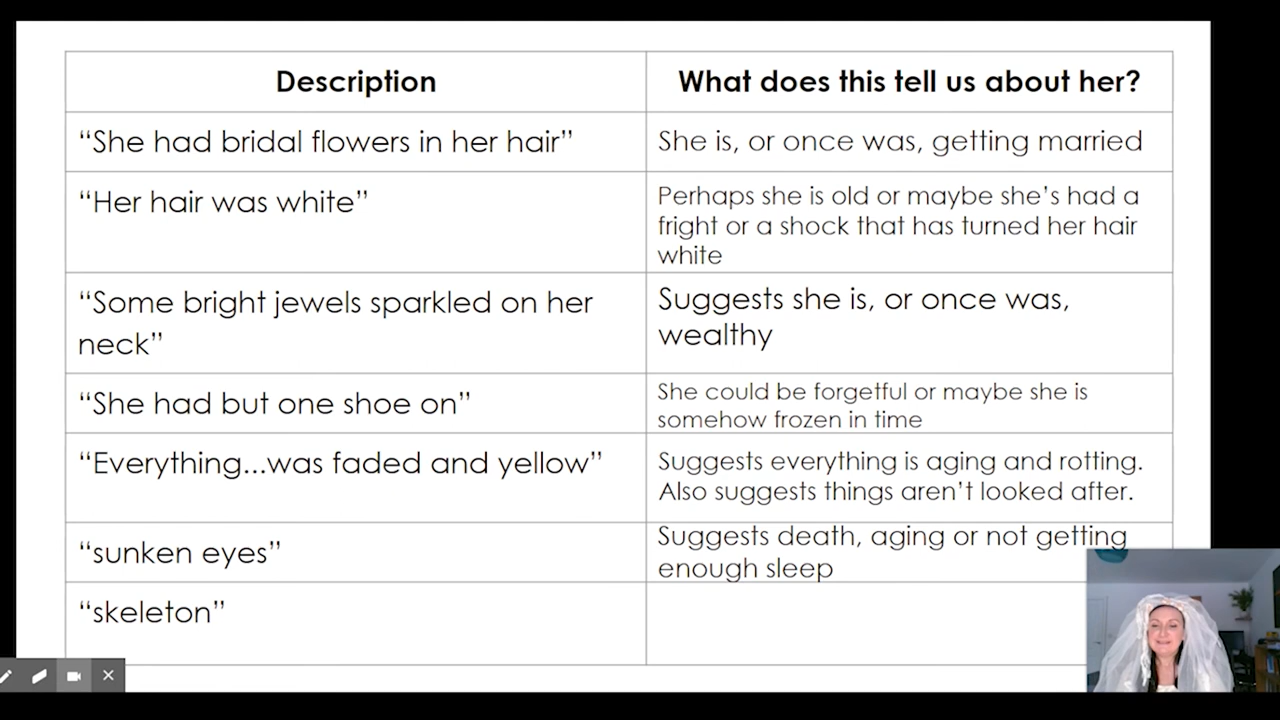 Description
What does this tell us about her?
“She had bridal flowers in her hair”
She is, or once was, getting married
“Her hair was white”
Perhaps she is old or maybe she’s had a
fright or a shock that has turned her hair
white
“Some bright jewels sparkled on her
neck”
Suggests she is, or once was,
wealthy
“She had but one shoe on”
She could be forgetful or maybe she is
somehow frozen in time
“Everything...was faded and yellow”
Suggests everything is aging and rotting.
Also suggests things aren’t looked after.
“sunken eyes”
Suggests death, aging or not getting
enough sleep
“skeleton”